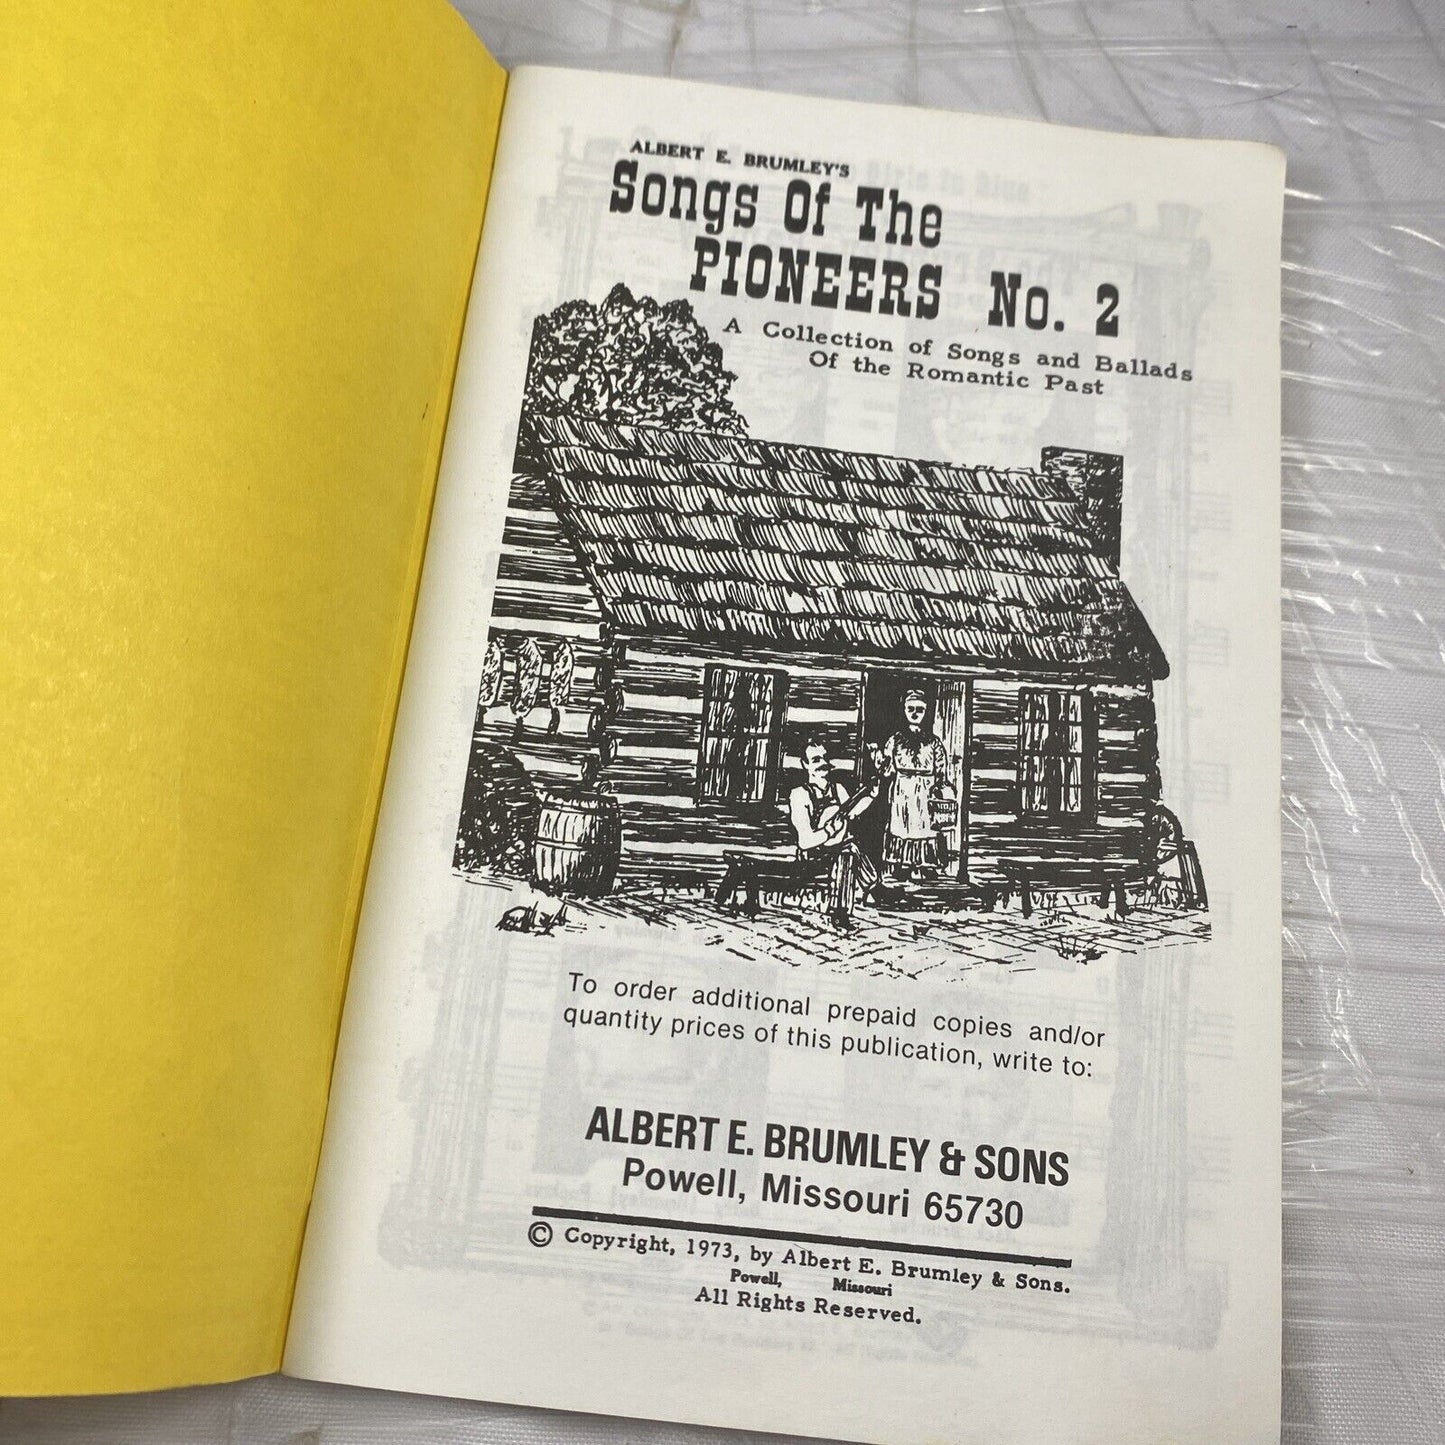 ALBERT E. BRUMLEY'S
Songs Of The
PIONEERS No. 2
A Collection of Songs and Ballads
Of the Romantic Past
To order additional prepaid copies and/or
quantity prices of this publication, write to:
ALBERT E. BRUMLEY & SONS
Powell, Missouri 65730
© Copyright, 1973, by Albert E. Brumley & Sons.
Powell, Missouri
All Rights Reserved.